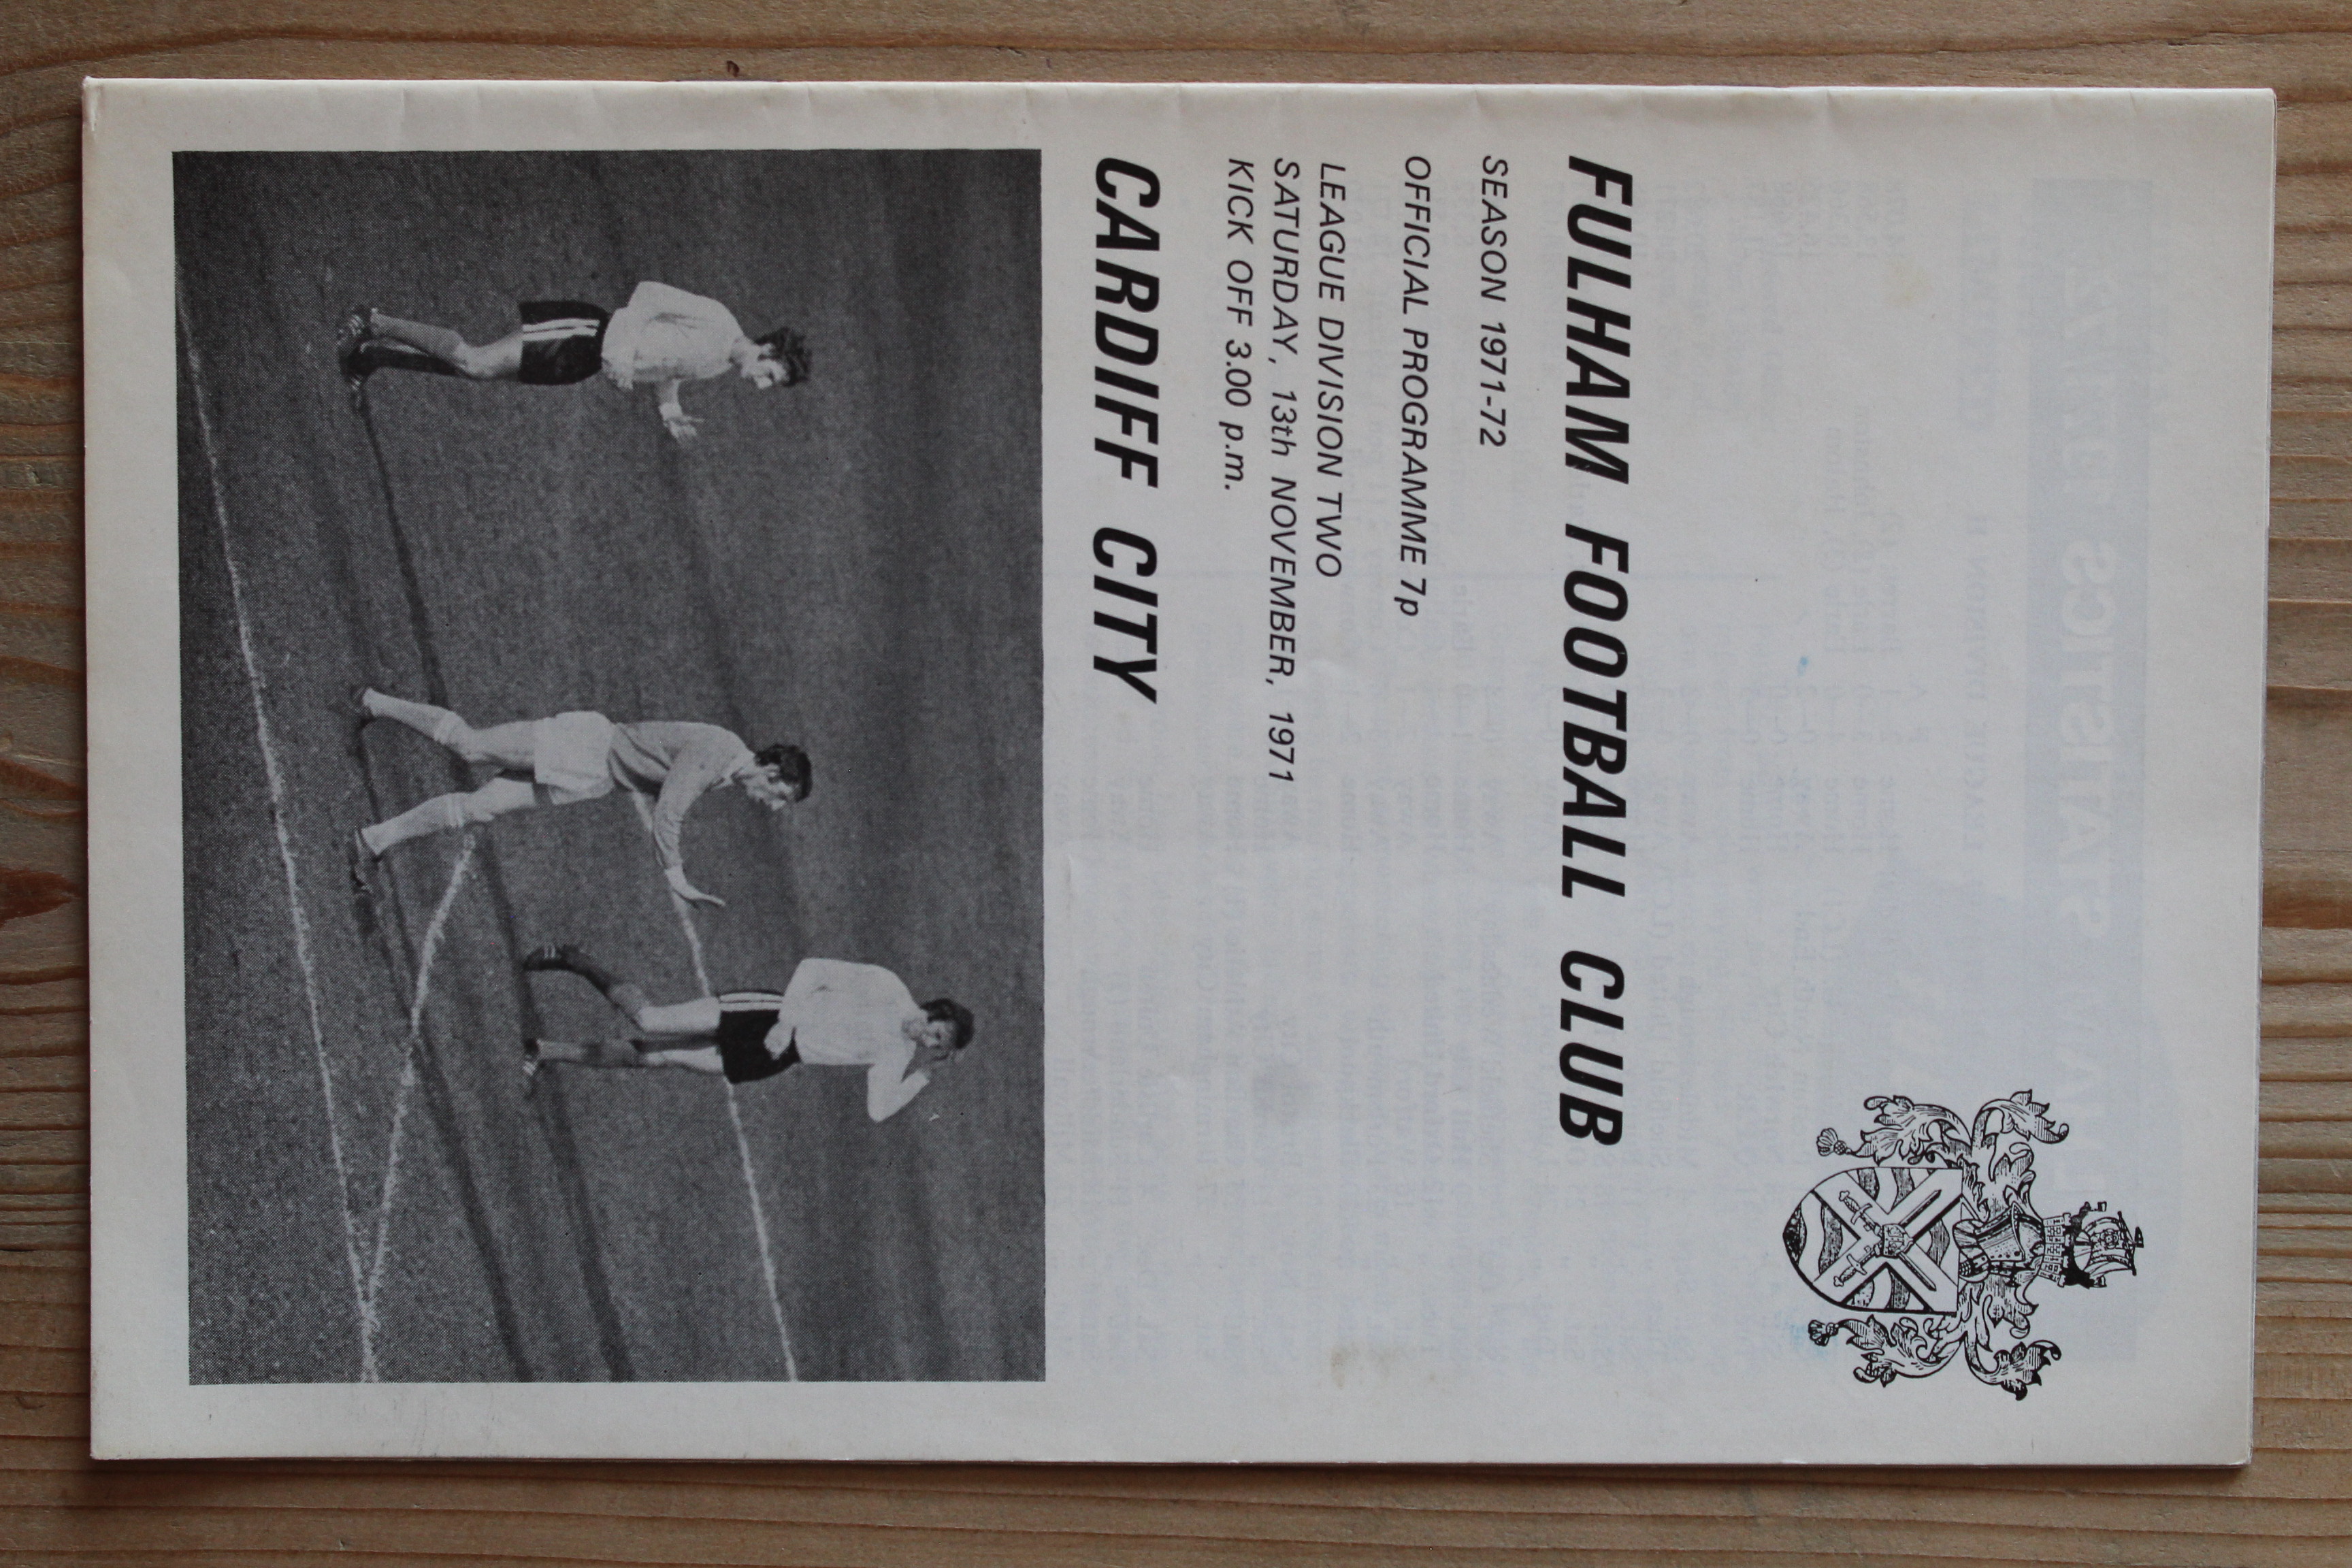 FULHAM FOOTBALL CLUB
SEASON 1971-72
OFFICIAL PROGRAMME 7p
LEAGUE DIVISION TWO
SATURDAY, 13th NOVEMBER, 1971
KICK OFF 3.00 p.m.
CARDIFF CITY